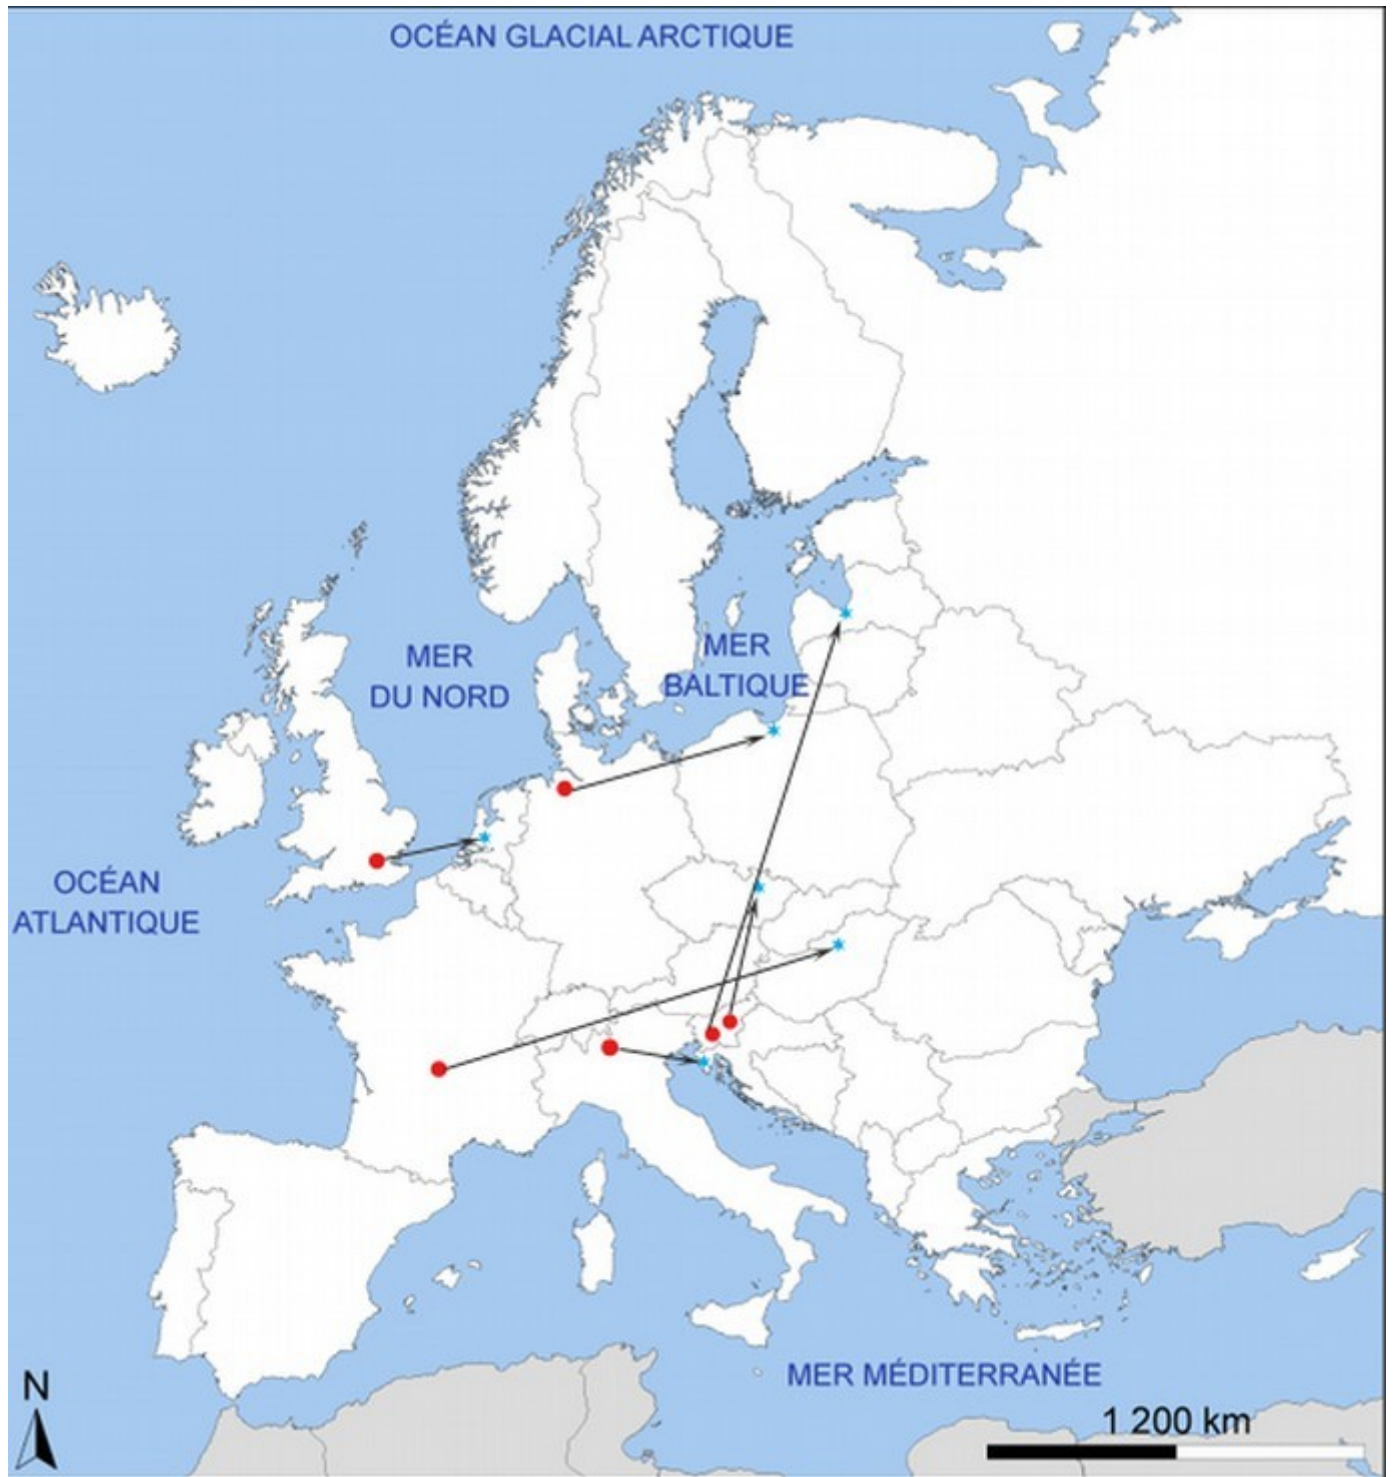 OCÉAN GLACIAL ARCTIQUE
MER
DU NORD
MER
BALTIQUE
OCÉAN
ATLANTIQUE
MER MÉDITERRANÉE
N
1 200 km